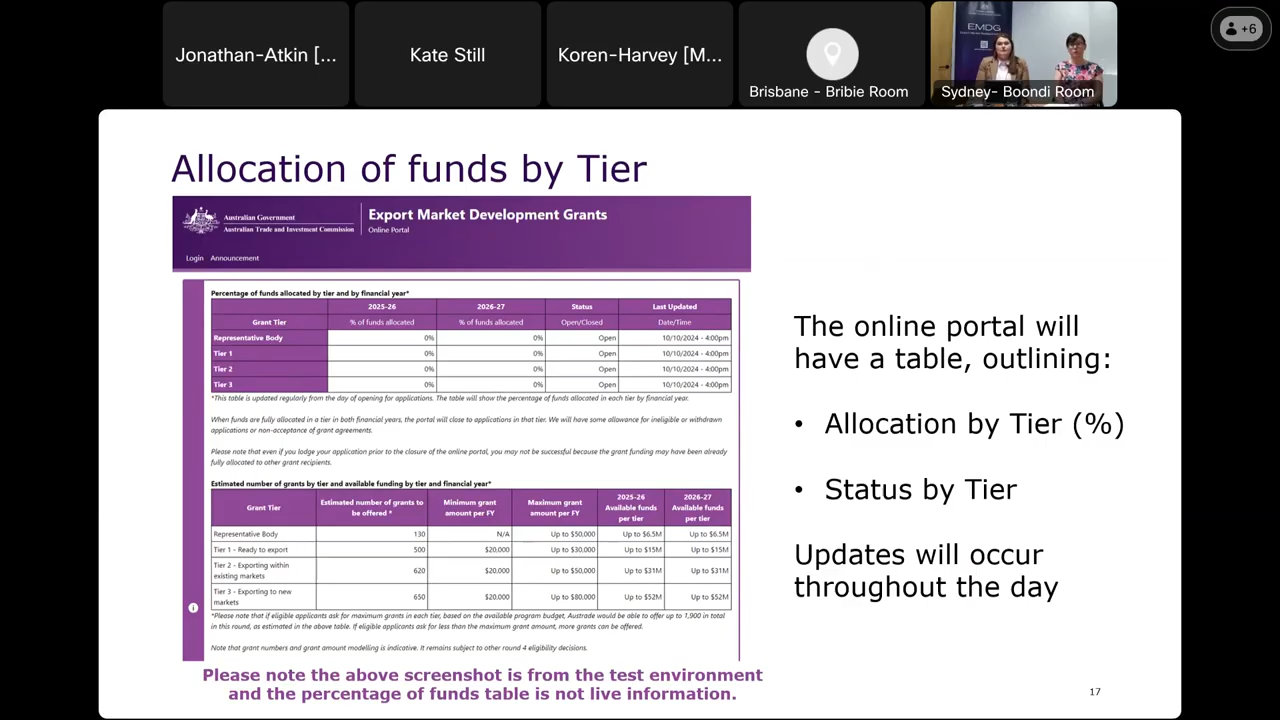 Jonathan-Atkin [...
Kate Still
Koren-Harvey [M...
Brisbane - Bribie Room
EMDG
Sydney- Boondi Room
+6
Allocation of funds by Tier
Australian Government
Australian Trade and Investment Commission
Export Market Development Grants
Online Portal
Login Announcement
Percentage of funds allocated by tier and by financial year*
2025-26 2026-27 Status Last Updated
Grant Tier % of funds allocated % of funds allocated Open/Closed Date/Time
Representative Body 0% 0% Open 10/10/2024 - 4:00pm
Tier 1 0% 0% Open 10/10/2024 - 4:00pm
Tier 2 0% 0% Open 10/10/2024 - 4:00pm
Tier 3 0% 0% Open 10/10/2024 - 4:00pm
*This table is updated regularly from the day of opening for applications. The table will show the percentage of funds allocated in each tier by financial year.
When funds are fully allocated in a tier in both financial years, the portal will close to applications in that tier. We will have some allowance for ineligible or withdrawn
applications or non-acceptance of grant agreements.
Please note that even if you lodge your application prior to the closure of the online portal, you may not be successful because the grant funding may have been already
fully allocated to other grant recipients.
Estimated number of grants by tier and available funding by tier and financial year*
Grant Tier Estimated number of grants to be offered * Minimum grant amount per FY Maximum grant amount per FY 2025-26 Available funds per tier 2026-27 Available funds per tier
Representative Body 130 N/A Up to $50,000 Up to $6.5M Up to $6.5M
Tier 1 - Ready to export 500 $20,000 Up to $30,000 Up to $15M Up to $15M
Tier 2 - Exporting within existing markets 620 $20,000 Up to $50,000 Up to $31M Up to $31M
Tier 3 - Exporting to new markets 650 $20,000 Up to $80,000 Up to $52M Up to $52M
*Please note that if eligible applicants ask for maximum grants in each tier, based on the available program budget, Austrade would be able to offer up to 1,900 in total
in this round, as estimated in the above table. If eligible applicants ask for less than the maximum grant amount, more grants can be offered.
Note that grant numbers and grant amount modelling is indicative. It remains subject to other round 4 eligibility decisions.
Please note the above screenshot is from the test environment
and the percentage of funds table is not live information.
The online portal will
have a table, outlining:
• Allocation by Tier (%)
• Status by Tier
Updates will occur
throughout the day
17